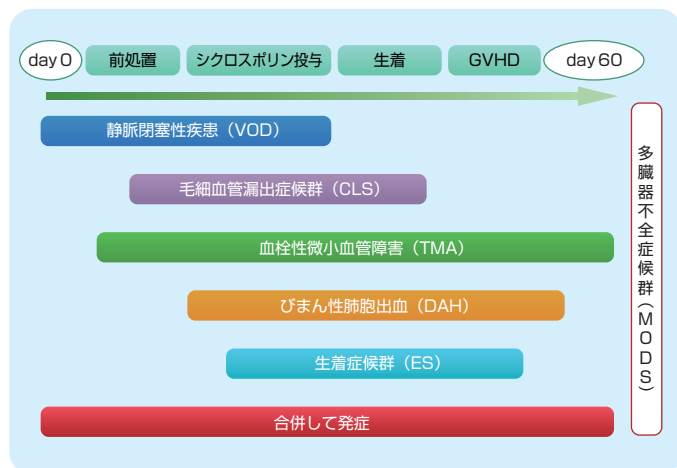 day 0
前処置
シクロスポリン投与
生着
GVHD
day 60
静脈閉塞性疾患（VOD）
毛細血管漏出症候群（CLS）
血栓性微小血管障害（TMA）
びまん性肺胞出血（DAH）
生着症候群（ES）
合併して発症
多臓器不全症候群（MODS）